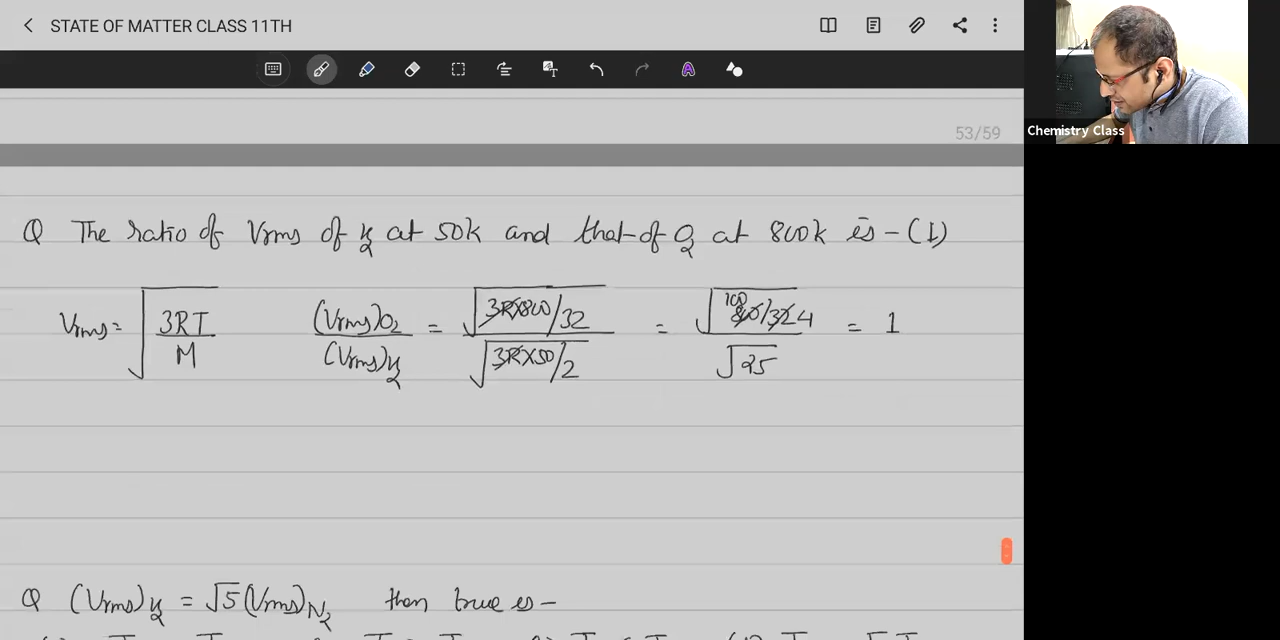 STATE OF MATTER CLASS 11TH
Chemistry Class
53/59
Q The ratio of Vrms of H2 at 50k and that of O2 at 800k is - (1)
Vrms = √(3RT/M) (Vrms)O2/(Vrms)H2 = √(3R×800/32)/√(3R×50/2) = √(100 800/32 4)/√25 = 1
Q (Vrms)H2 = √5 (Vrms)N2 then true is -